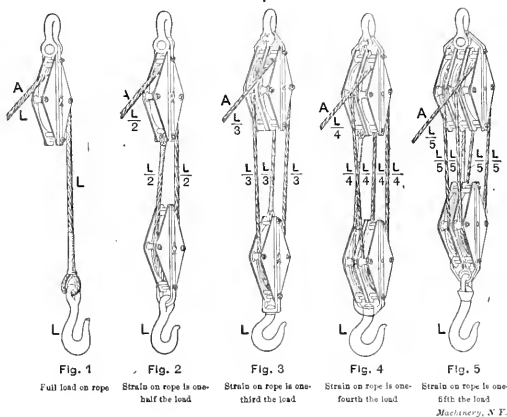 A A A A A
L L/2 L/3 L/4 L/5
L L/2 L/2 L/3 L/3 L/3 L/4 L/4 L/4 L/4 L/5 L/5 L/5 L/5
L L L L L
Fig. 1 Fig. 2 Fig. 3 Fig. 4 Fig. 5
Full load on rope Strain on rope is one- Strain on rope is one- Strain on rope is one- Strain on rope is one-
half the load third the load fourth the load fifth the load
Machinery, N.Y.